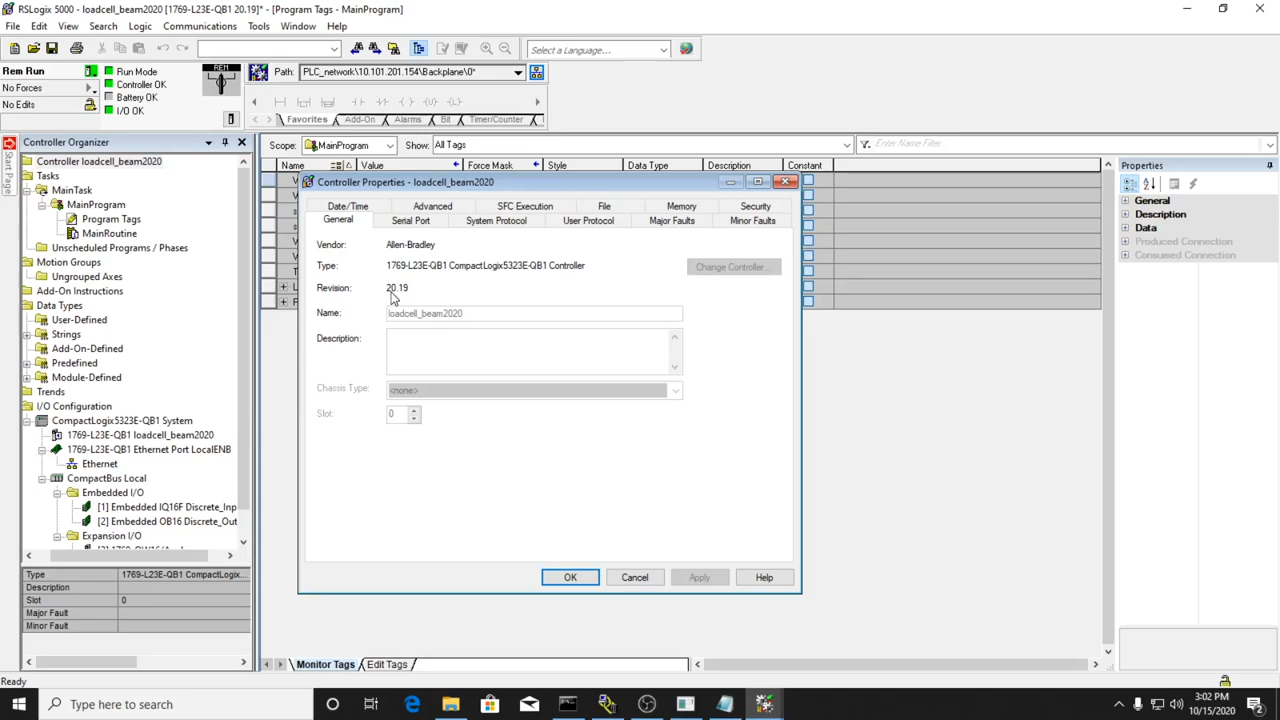 RSLogix 5000 - loadcell_beam2020 [1769-L23E-QB1 20.19]* - [Program Tags - MainProgram]
File Edit View Search Logic Communications Tools Window Help
Select a Language...
Rem Run
No Forces
No Edits
Run Mode
Controller OK
Battery OK
I/O OK
REM
Path: PLC_network\10.101.201.154\Backplane\0*
Favorites Add-On Alarms Bit Timer/Counter
Start Page
Controller Organizer
Controller loadcell_beam2020
Tasks
MainTask
MainProgram
Program Tags
MainRoutine
Unscheduled Programs / Phases
Motion Groups
Ungrouped Axes
Add-On Instructions
Data Types
User-Defined
Strings
Add-On-Defined
Predefined
Module-Defined
Trends
I/O Configuration
CompactLogix5323E-QB1 System
1769-L23E-QB1 loadcell_beam2020
1769-L23E-QB1 Ethernet Port LocalENB
Ethernet
CompactBus Local
Embedded I/O
[1] Embedded IQ16F Discrete_Inp
[2] Embedded OB16 Discrete_Out
Expansion I/O
Type 1769-L23E-QB1 CompactLogix...
Description
Slot 0
Major Fault
Minor Fault
Scope: MainProgram Show: All Tags Enter Name Filter
Name Value Force Mask Style Data Type Description Constant
Controller Properties - loadcell_beam2020
Date/Time Advanced SFC Execution File Memory Security
General Serial Port System Protocol User Protocol Major Faults Minor Faults
Vendor: Allen-Bradley
Type: 1769-L23E-QB1 CompactLogix5323E-QB1 Controller Change Controller...
Revision: 20.19
Name: loadcell_beam2020
Description:
Chassis Type: <none>
Slot: 0
OK Cancel Apply Help
Properties
General
Description
Data
Produced Connection
Consumed Connection
Monitor Tags Edit Tags
Ready
Type here to search
3:02 PM
10/15/2020
2